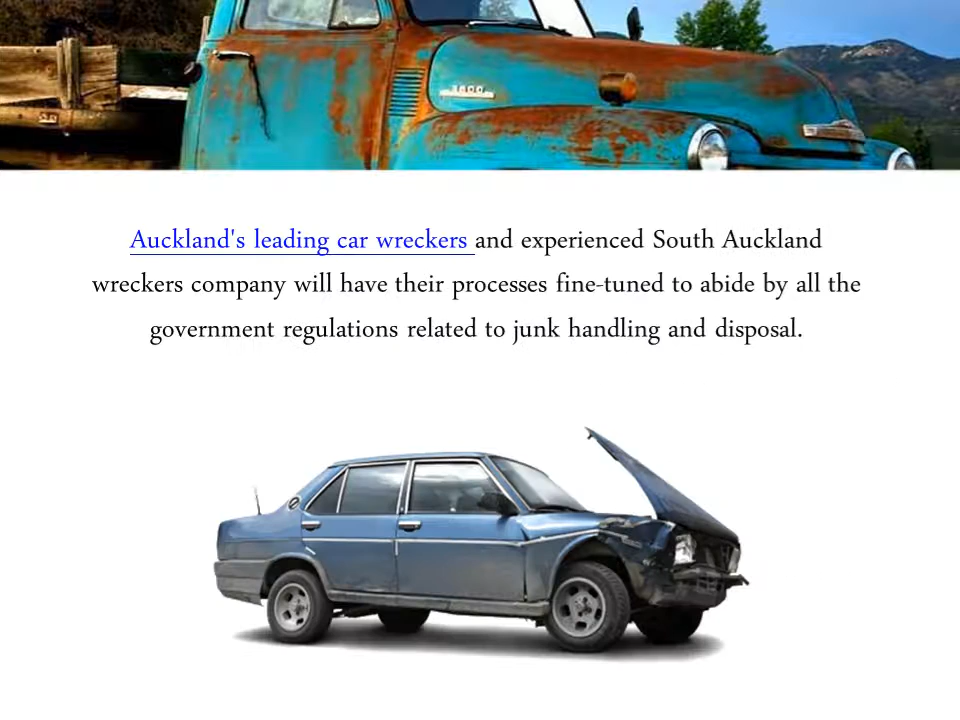 3600
Auckland's leading car wreckers and experienced South Auckland
wreckers company will have their processes fine-tuned to abide by all the
government regulations related to junk handling and disposal.